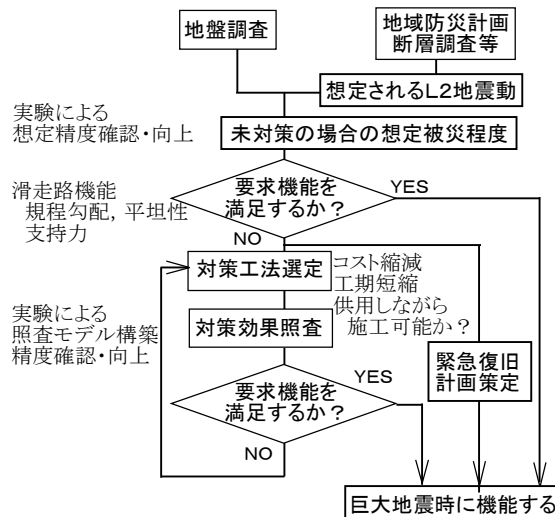 地盤調査
地域防災計画
断層調査等
想定されるL2地震動
実験による
想定精度確認・向上
未対策の場合の想定被災程度
滑走路機能
規程勾配, 平坦性
支持力
要求機能を
満足するか？
YES
NO
対策工法選定
コスト縮減
工期短縮
供用しながら
施工可能か？
実験による
照査モデル構築
精度確認・向上
対策効果照査
緊急復旧
計画策定
要求機能を
満足するか？
YES
NO
巨大地震時に機能する